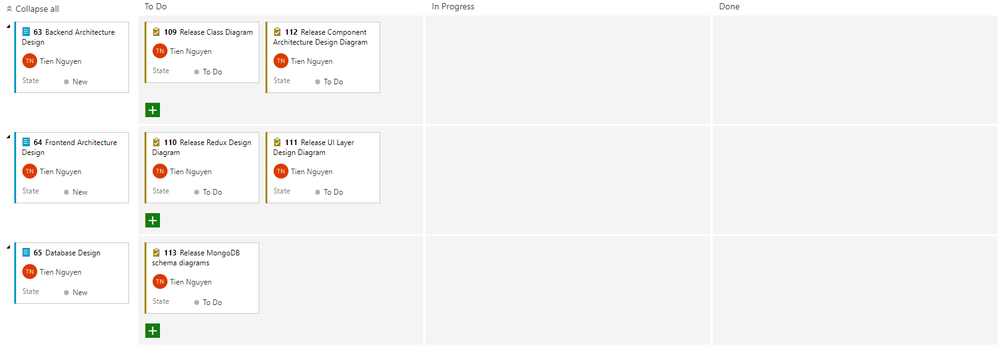 Collapse all
To Do
In Progress
Done
63 Backend Architecture
Design
TN Tien Nguyen
State New
109 Release Class Diagram
TN Tien Nguyen
State To Do
112 Release Component
Architecture Design Diagram
TN Tien Nguyen
State To Do
64 Frontend Architecture
Design
TN Tien Nguyen
State New
110 Release Redux Design
Diagram
TN Tien Nguyen
State To Do
111 Release UI Layer
Design Diagram
TN Tien Nguyen
State To Do
65 Database Design
TN Tien Nguyen
State New
113 Release MongoDB
schema diagrams
TN Tien Nguyen
State To Do